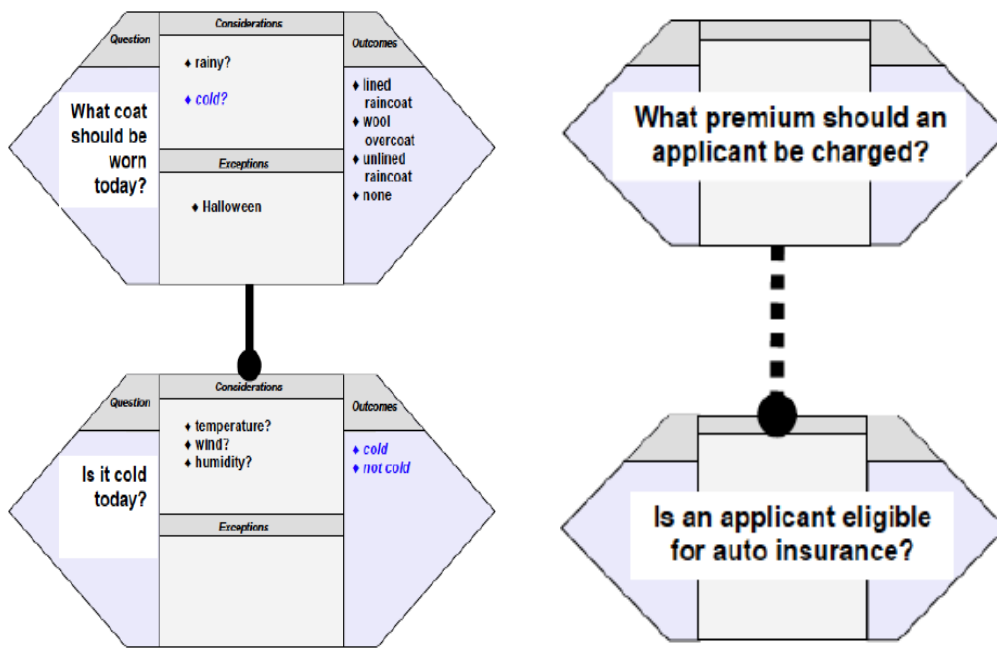 Question
Considerations
Outcomes
What coat
should be
worn
today?
♦ rainy?
♦ cold?
Exceptions
♦ Halloween
♦ lined
raincoat
♦ wool
overcoat
♦ unlined
raincoat
♦ none
Question
Considerations
Outcomes
Is it cold
today?
♦ temperature?
♦ wind?
♦ humidity?
Exceptions
♦ cold
♦ not cold
What premium should an
applicant be charged?
Is an applicant eligible
for auto insurance?